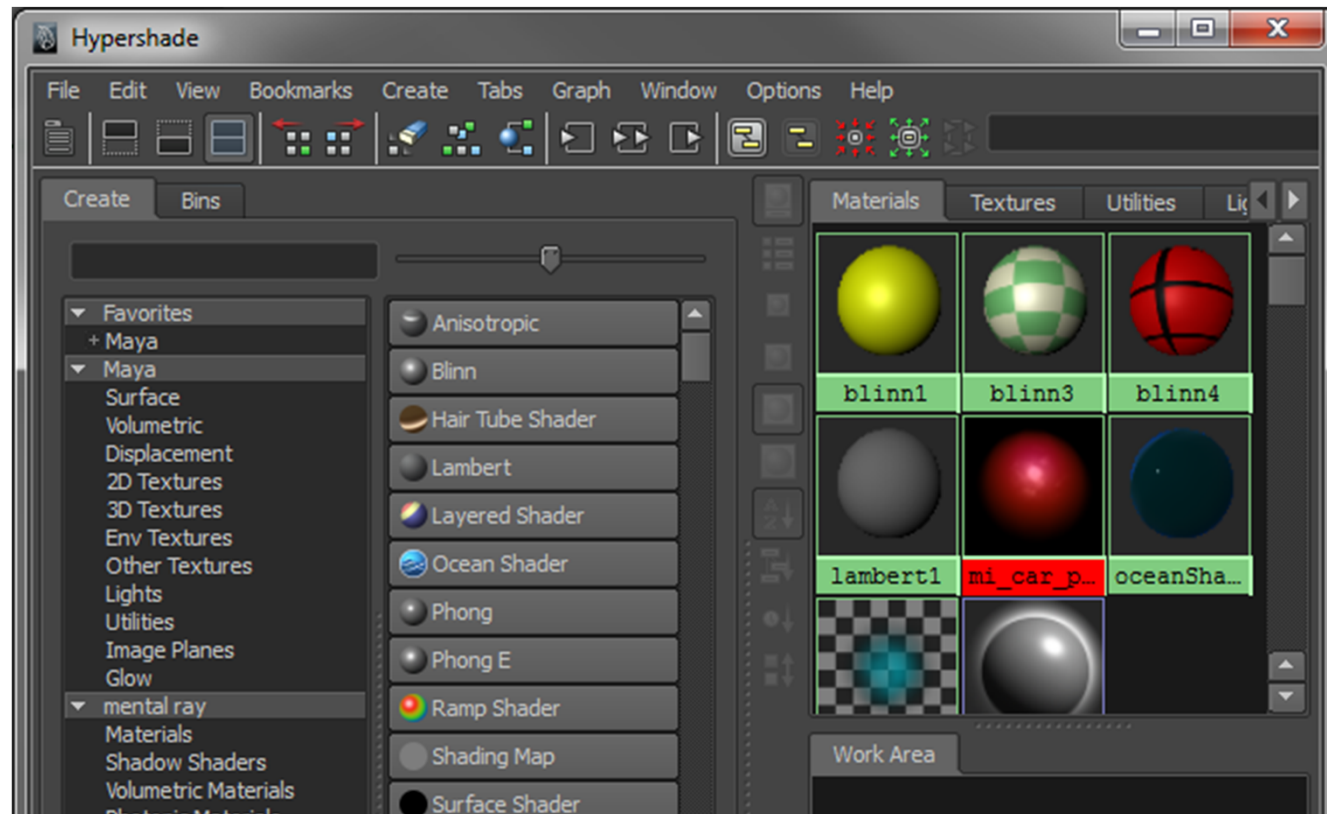 Hypershade
File Edit View Bookmarks Create Tabs Graph Window Options Help
Create Bins
Favorites
+ Maya
Maya
Surface
Volumetric
Displacement
2D Textures
3D Textures
Env Textures
Other Textures
Lights
Utilities
Image Planes
Glow
mental ray
Materials
Shadow Shaders
Volumetric Materials
Anisotropic
Blinn
Hair Tube Shader
Lambert
Layered Shader
Ocean Shader
Phong
Phong E
Ramp Shader
Shading Map
Surface Shader
A
Z
Materials Textures Utilities
blinn1 blinn3 blinn4
lambert1 mi_car_p... oceanSha...
Work Area